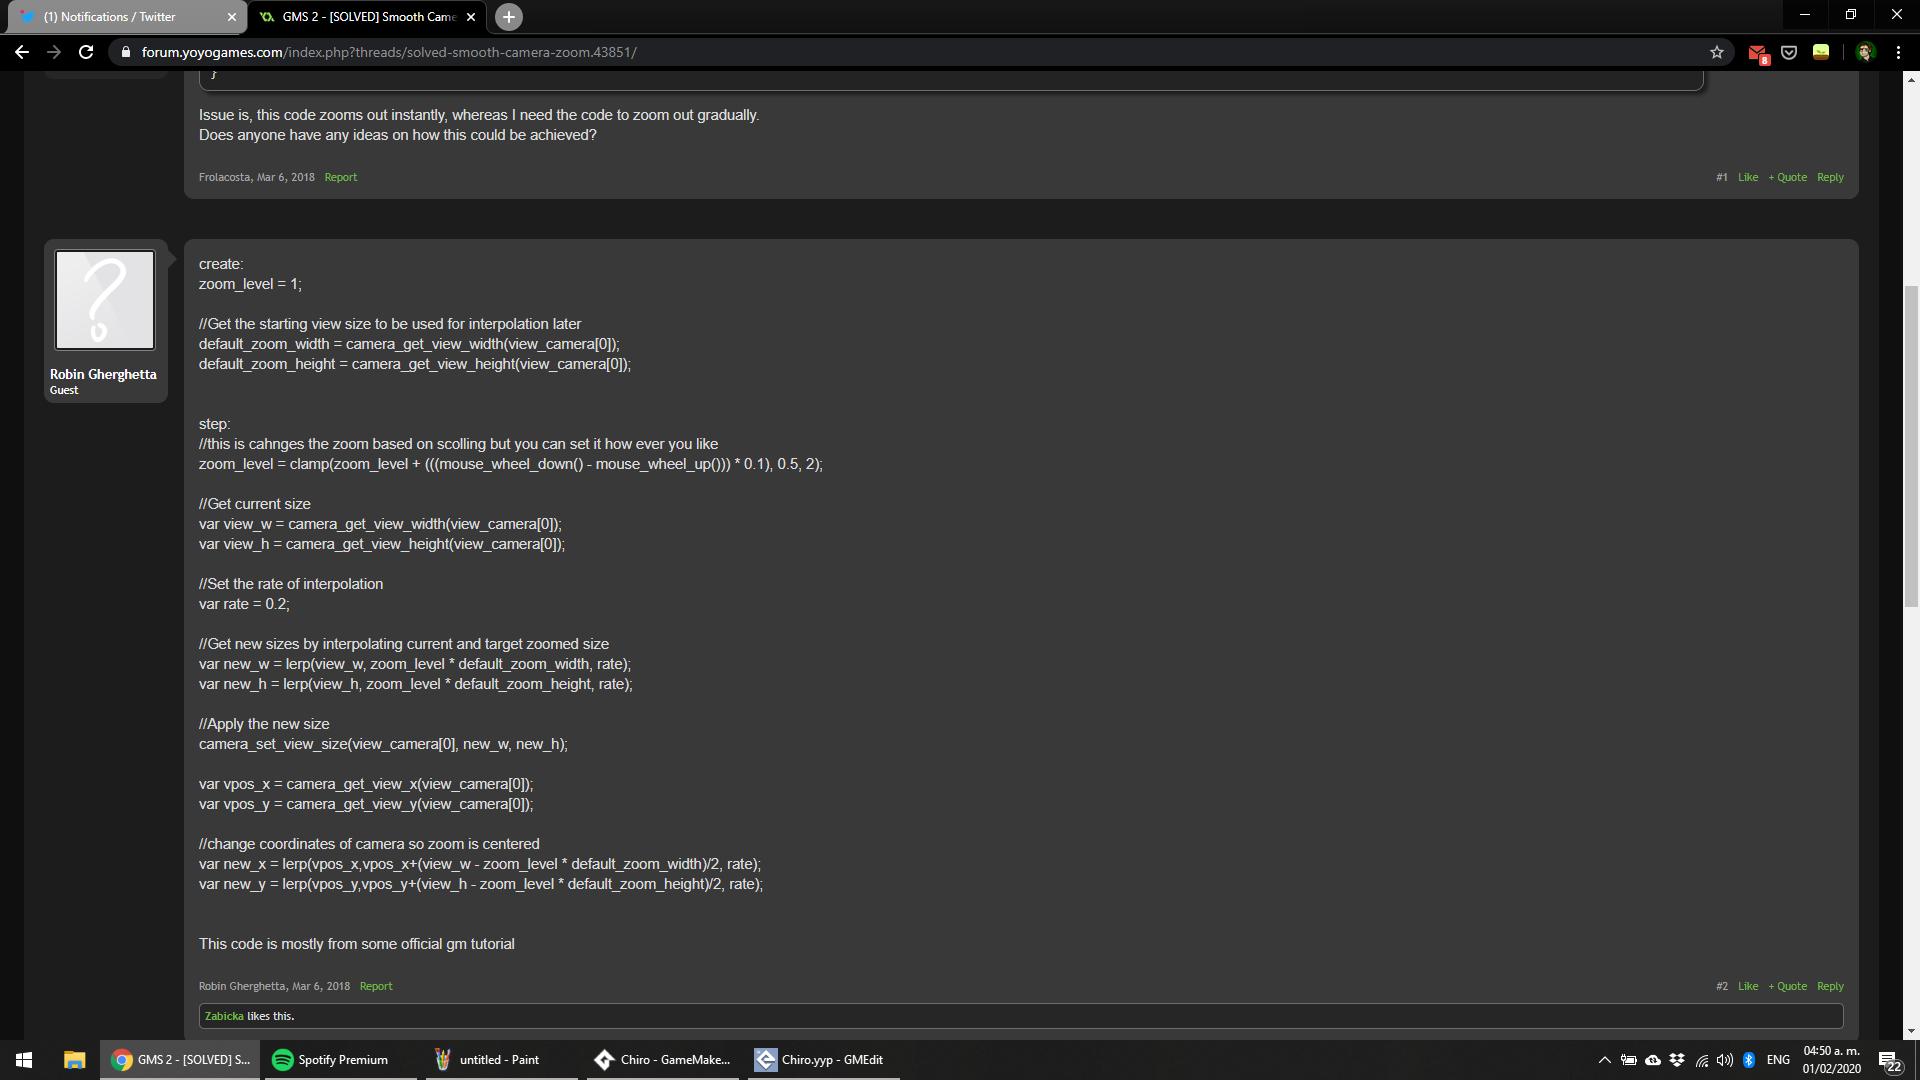 (1) Notifications / Twitter
GMS 2 - [SOLVED] Smooth Came
forum.yoyogames.com/index.php?threads/solved-smooth-camera-zoom.43851/
8
}
Issue is, this code zooms out instantly, whereas I need the code to zoom out gradually.
Does anyone have any ideas on how this could be achieved?
Frolacosta, Mar 6, 2018 Report
#1 Like + Quote Reply
Robin Gherghetta
Guest
create:
zoom_level = 1;
//Get the starting view size to be used for interpolation later
default_zoom_width = camera_get_view_width(view_camera[0]);
default_zoom_height = camera_get_view_height(view_camera[0]);
step:
//this is cahnges the zoom based on scolling but you can set it how ever you like
zoom_level = clamp(zoom_level + (((mouse_wheel_down() - mouse_wheel_up())) * 0.1), 0.5, 2);
//Get current size
var view_w = camera_get_view_width(view_camera[0]);
var view_h = camera_get_view_height(view_camera[0]);
//Set the rate of interpolation
var rate = 0.2;
//Get new sizes by interpolating current and target zoomed size
var new_w = lerp(view_w, zoom_level * default_zoom_width, rate);
var new_h = lerp(view_h, zoom_level * default_zoom_height, rate);
//Apply the new size
camera_set_view_size(view_camera[0], new_w, new_h);
var vpos_x = camera_get_view_x(view_camera[0]);
var vpos_y = camera_get_view_y(view_camera[0]);
//change coordinates of camera so zoom is centered
var new_x = lerp(vpos_x,vpos_x+(view_w - zoom_level * default_zoom_width)/2, rate);
var new_y = lerp(vpos_y,vpos_y+(view_h - zoom_level * default_zoom_height)/2, rate);
This code is mostly from some official gm tutorial
Robin Gherghetta, Mar 6, 2018 Report
#2 Like + Quote Reply
Zabicka likes this.
GMS 2 - [SOLVED] S...
Spotify Premium
untitled - Paint
Chiro - GameMake...
Chiro.yyp - GMEdit
ENG
04:50 a. m.
01/02/2020
22